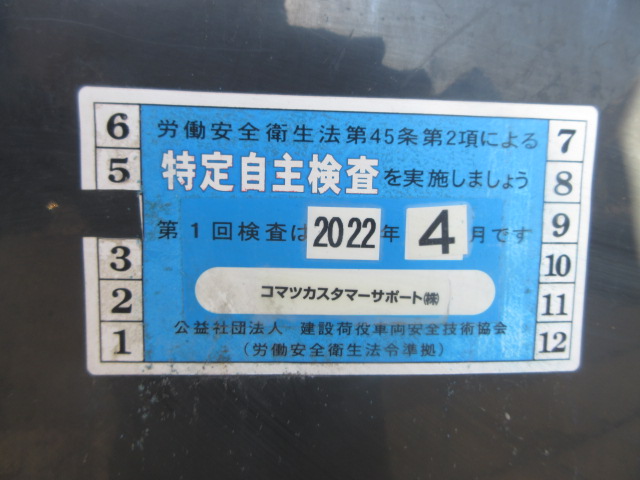 6
5
3
2
1
労働安全衛生法第45条第2項による
特定自主検査を実施しましょう
第1回検査は2022年4月です
コマツカスタマーサポート㈱
公益社団法人 建設荷役車両安全技術協会
(労働安全衛生法令準拠)
7
8
9
10
11
12